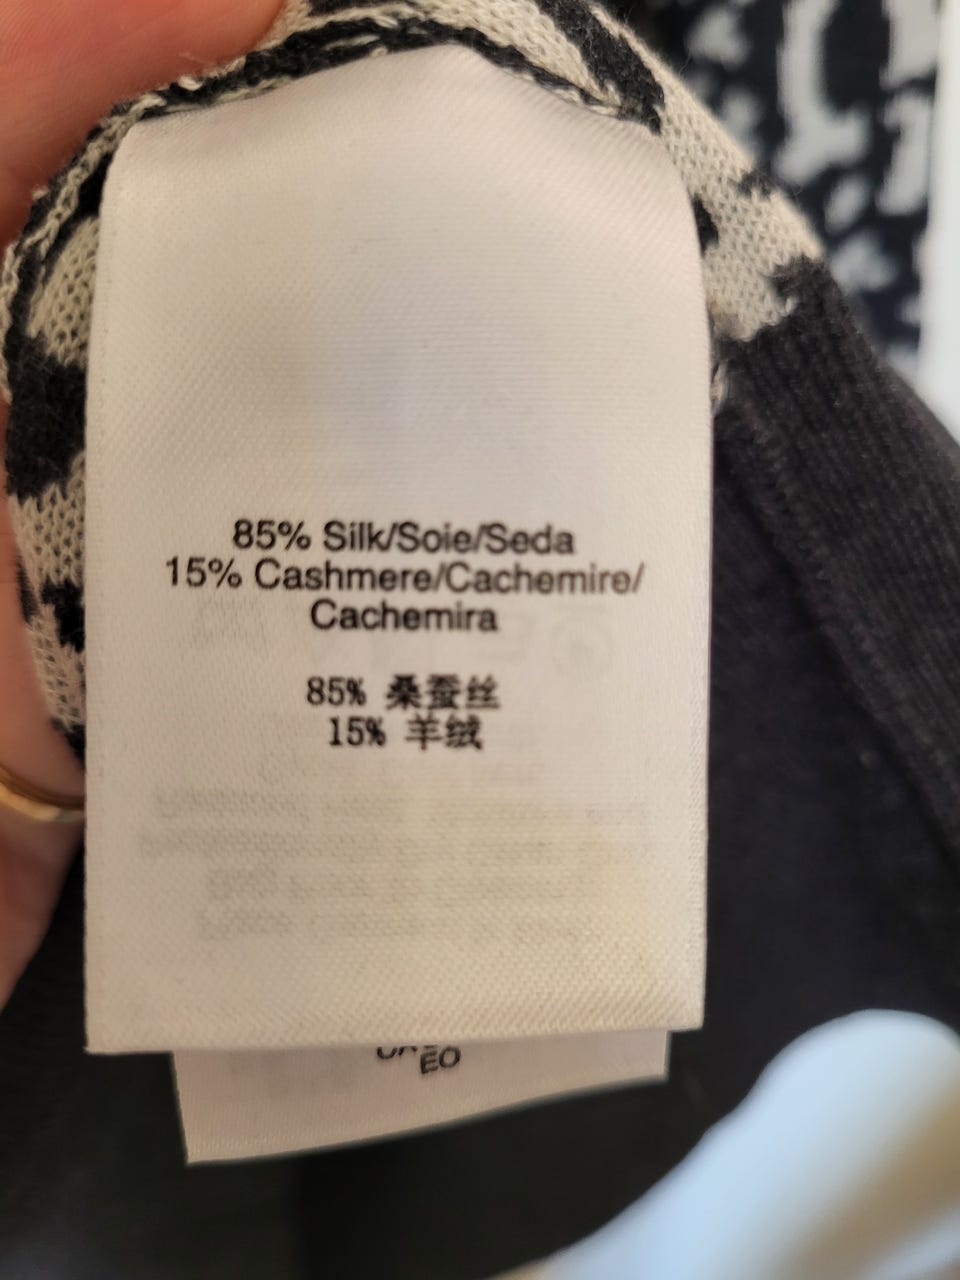 85% Silk/Soie/Seda
15% Cashmere/Cachemire/
Cachemira
85% 桑蚕丝
15% 羊绒
EO